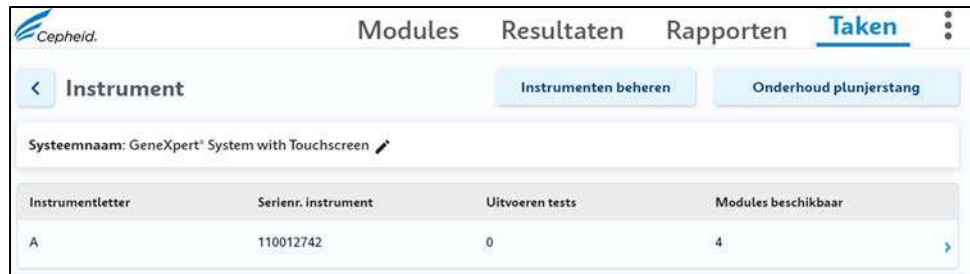 Cepheid.
Modules Resultaten Rapporten Taken
Instrument Instrumenten beheren Onderhoud plunjerstang
Systeemnaam: GeneXpert® System with Touchscreen
Instrumentletter Serienr. instrument Uitvoeren tests Modules beschikbaar
A 110012742 0 4